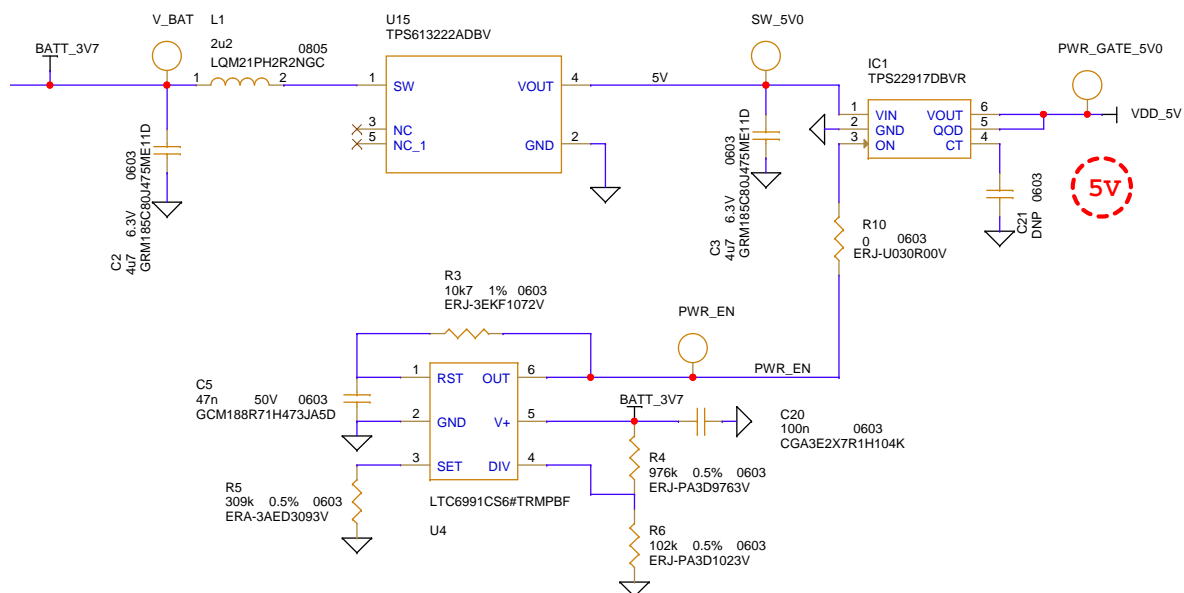 BATT_3V7
V_BAT
L1
2u2 0805
LQM21PH2R2NGC
1
2
U15
TPS613222ADBV
1 SW
3 NC
5 NC_1
VOUT 4
GND 2
5V
SW_5V0
IC1
TPS22917DBVR
1 VIN
2 GND
3 ON
VOUT 6
QOD 5
CT 4
PWR_GATE_5V0
VDD_5V
5V
C2
4u7 6.3V 0603
GRM185C80J475ME11D
C3
4u7 6.3V 0603
GRM185C80J475ME11D
C21
DNP 0603
R10
0 0603
ERJ-U030R00V
R3
10k7 1% 0603
ERJ-3EKF1072V
PWR_EN
PWR_EN
C5
47n 50V 0603
GCM188R71H473JA5D
1 RST
2 GND
3 SET
OUT 6
V+ 5
DIV 4
LTC6991CS6#TRMPBF
U4
BATT_3V7
C20
100n 0603
CGA3E2X7R1H104K
R4
976k 0.5% 0603
ERJ-PA3D9763V
R5
309k 0.5% 0603
ERA-3AED3093V
R6
102k 0.5% 0603
ERJ-PA3D1023V